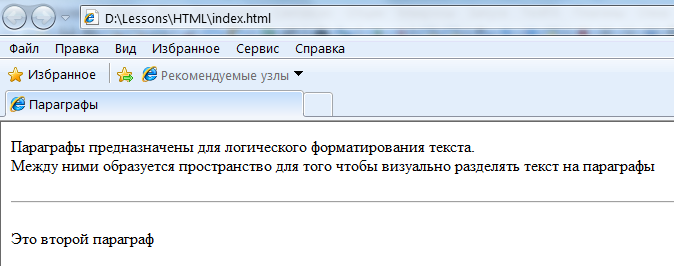 D:\Lessons\HTML\index.html
Файл Правка Вид Избранное Сервис Справка
Избранное Рекомендуемые узлы
Параграфы
Параграфы предназначены для логического форматирования текста.
Между ними образуется пространство для того чтобы визуально разделять текст на параграфы
Это второй параграф